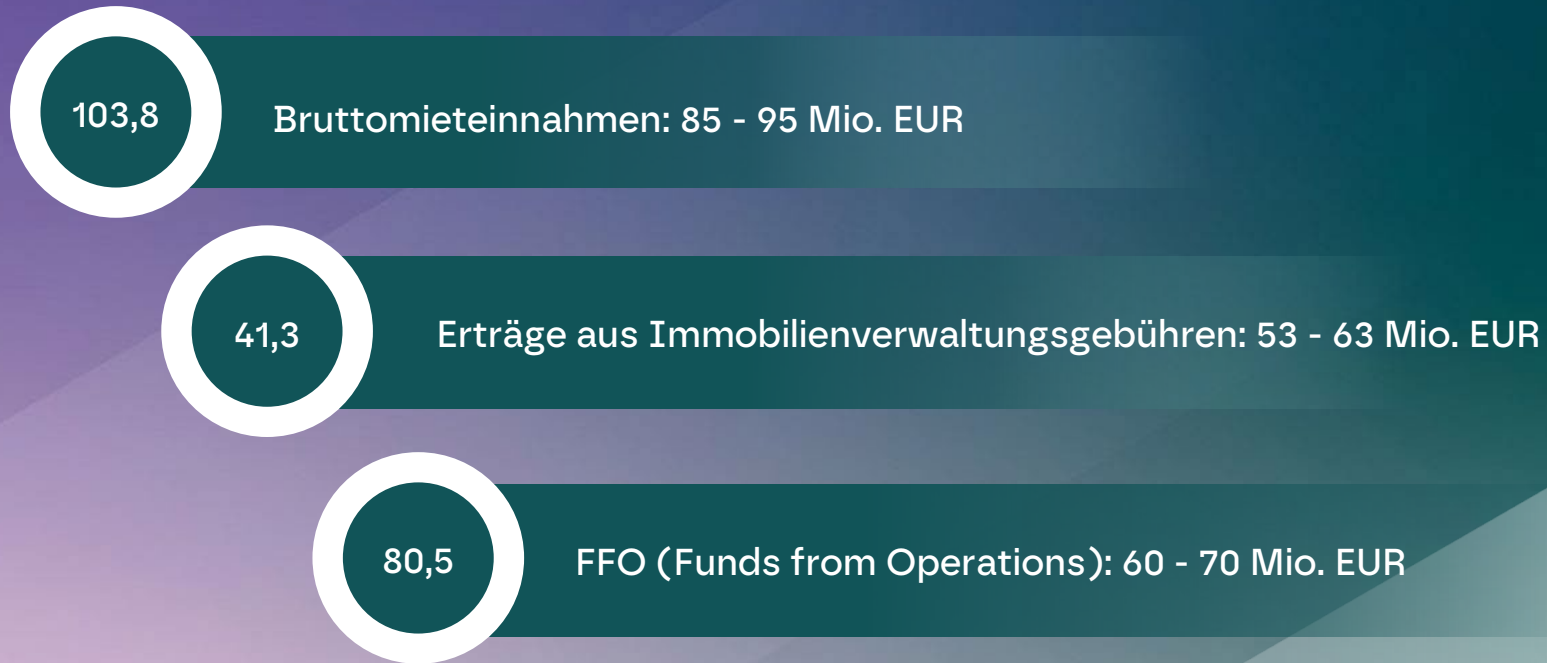 103,8
Bruttomieteinnahmen: 85 - 95 Mio. EUR
41,3
Erträge aus Immobilienverwaltungsgebühren: 53 - 63 Mio. EUR
80,5
FFO (Funds from Operations): 60 - 70 Mio. EUR